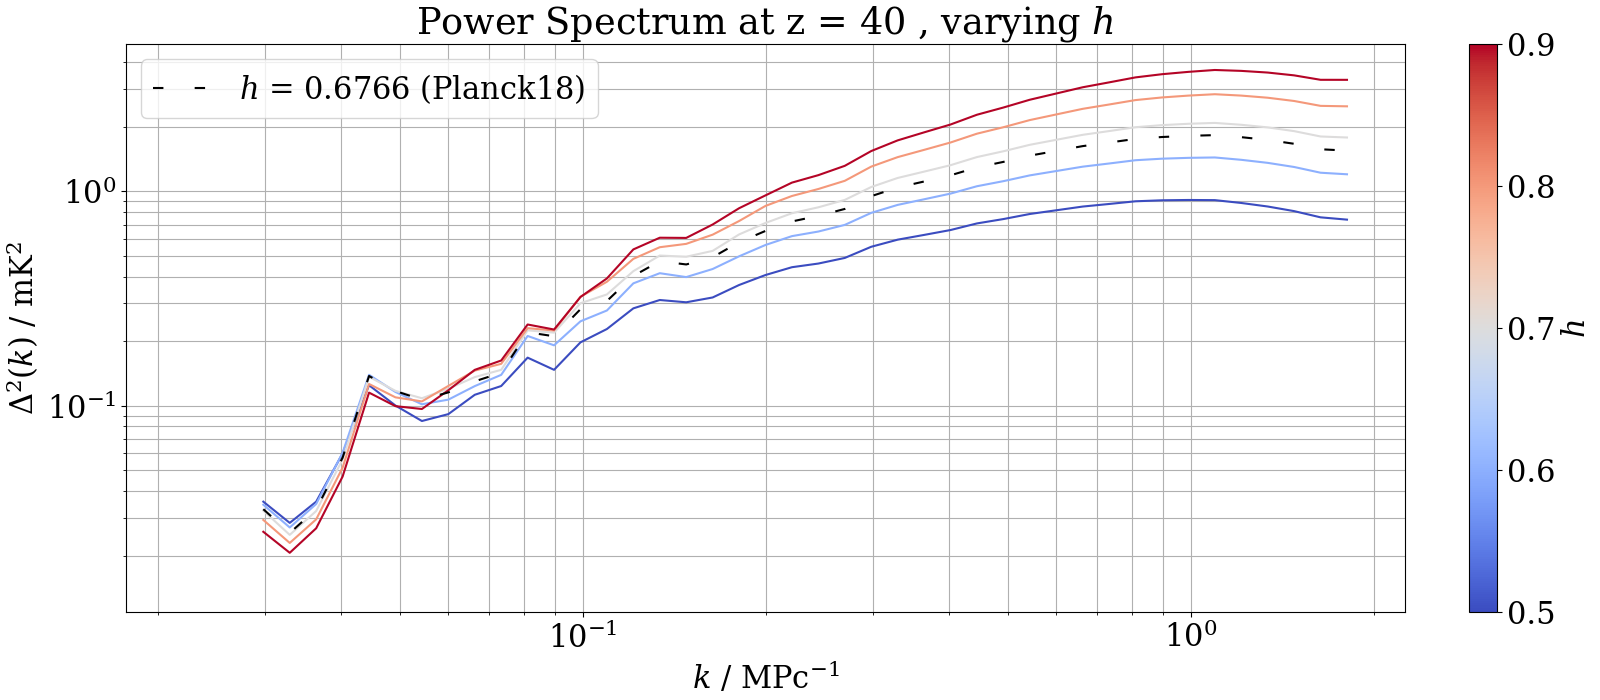 Power Spectrum at z = 40 , varying h
h = 0.6766 (Planck18)
Δ²(k) / mK²
10⁰
10⁻¹
10⁻¹
10⁰
k / MPc⁻¹
0.9
0.8
0.7
0.6
0.5
h